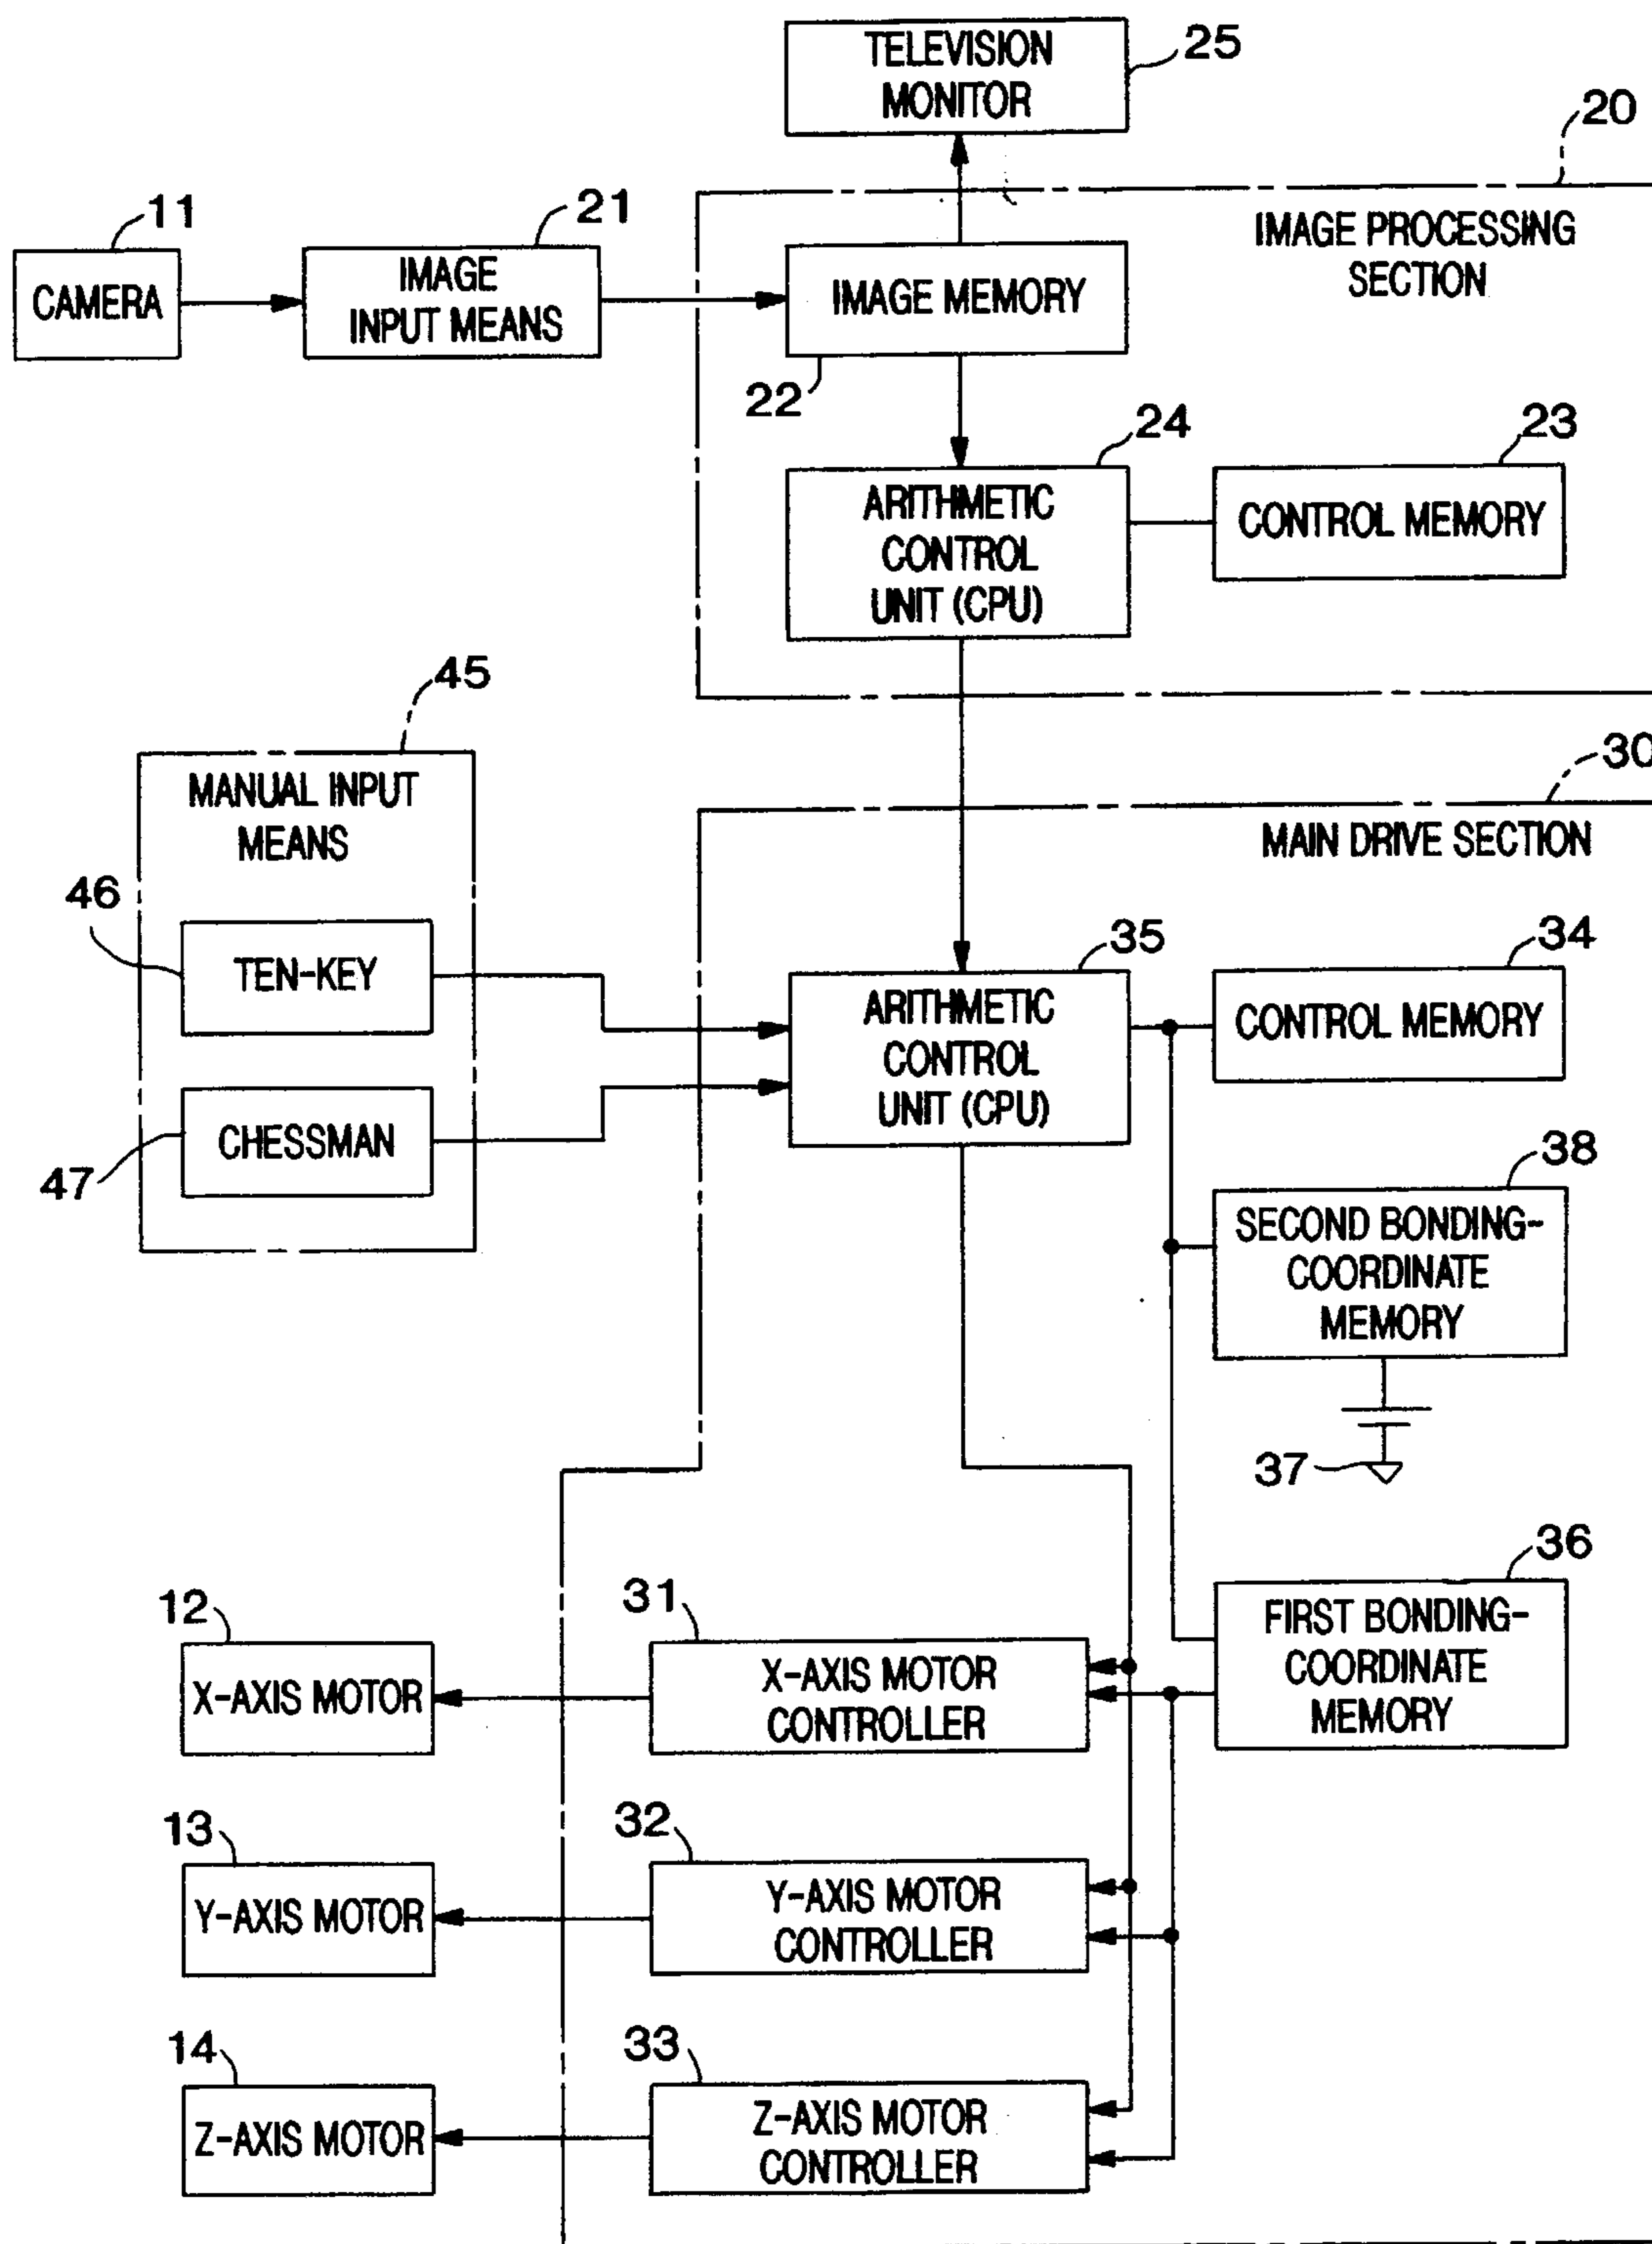 TELEVISION
MONITOR
25
20
IMAGE PROCESSING
SECTION
11
CAMERA
21
IMAGE
INPUT MEANS
IMAGE MEMORY
22
24
ARITHMETIC
CONTROL
UNIT (CPU)
23
CONTROL MEMORY
45
MANUAL INPUT
MEANS
46
TEN-KEY
CHESSMAN
47
30
MAIN DRIVE SECTION
35
ARITHMETIC
CONTROL
UNIT (CPU)
34
CONTROL MEMORY
38
SECOND BONDING-
COORDINATE
MEMORY
37
36
FIRST BONDING-
COORDINATE
MEMORY
12
X-AXIS MOTOR
31
X-AXIS MOTOR
CONTROLLER
13
Y-AXIS MOTOR
32
Y-AXIS MOTOR
CONTROLLER
14
Z-AXIS MOTOR
33
Z-AXIS MOTOR
CONTROLLER